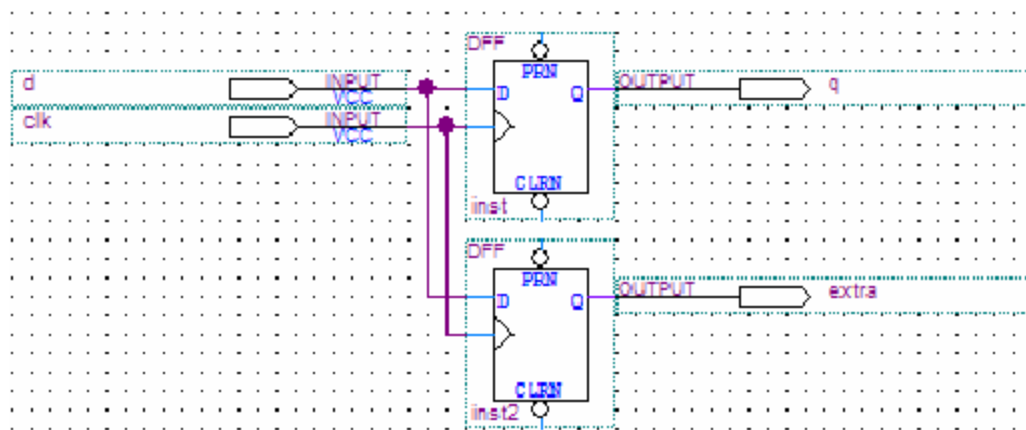 DFF
PRN
d INPUT VCC D Q OUTPUT q
clk INPUT VCC
CLRN
inst
DFF
PRN
D Q OUTPUT extra
CLRN
inst2